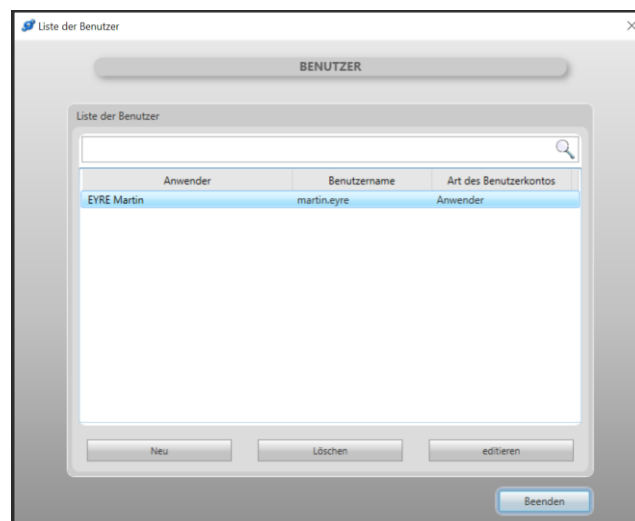 Liste der Benutzer
BENUTZER
Liste der Benutzer
Anwender Benutzername Art des Benutzerkontos
EYRE Martin martin.eyre Anwender
Neu Löschen editieren
Beenden